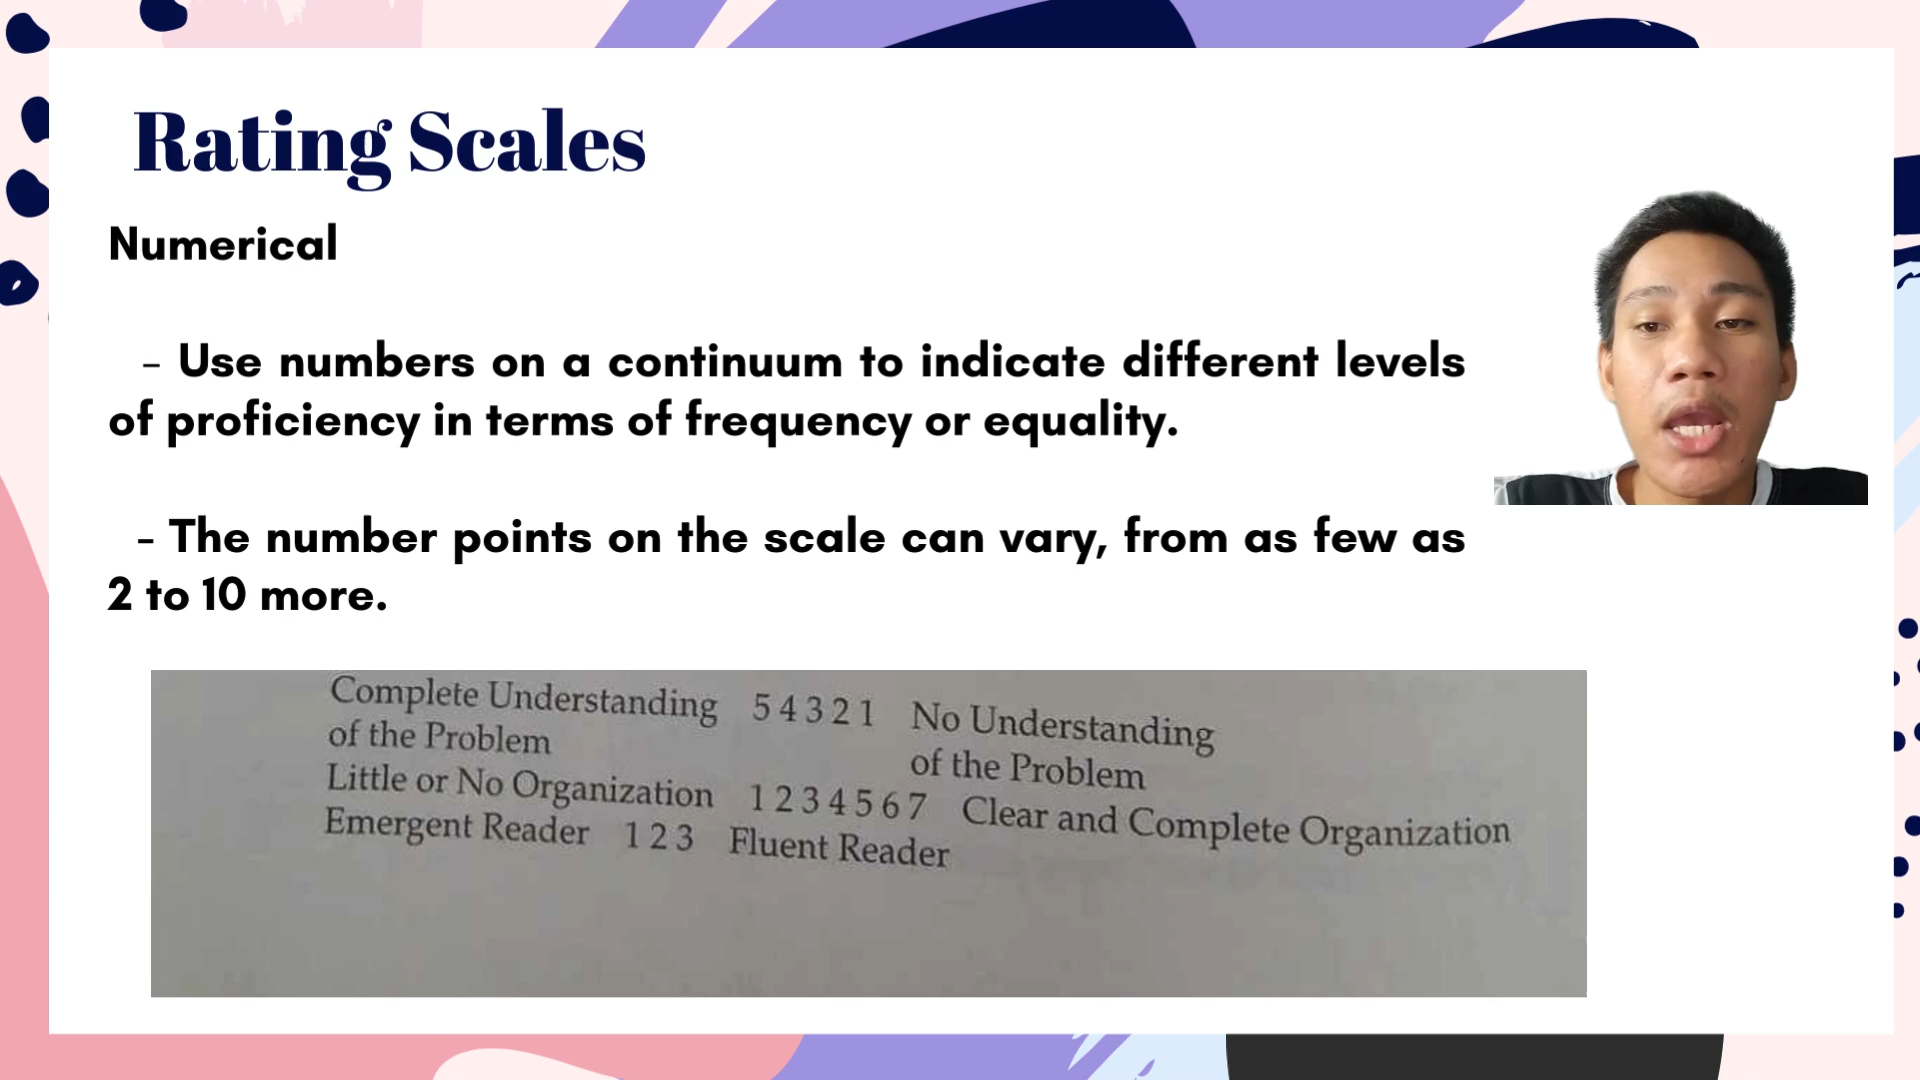 Rating Scales
Numerical
- Use numbers on a continuum to indicate different levels
of proficiency in terms of frequency or equality.
- The number points on the scale can vary, from as few as
2 to 10 more.
Complete Understanding 5 4 3 2 1 No Understanding
of the Problem of the Problem
Little or No Organization 1 2 3 4 5 6 7 Clear and Complete Organization
Emergent Reader 1 2 3 Fluent Reader